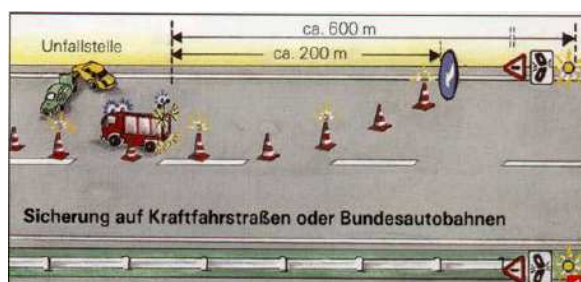 ca. 600 m
Unfallstelle
ca. 200 m
Sicherung auf Kraftfahrstraßen oder Bundesautobahnen